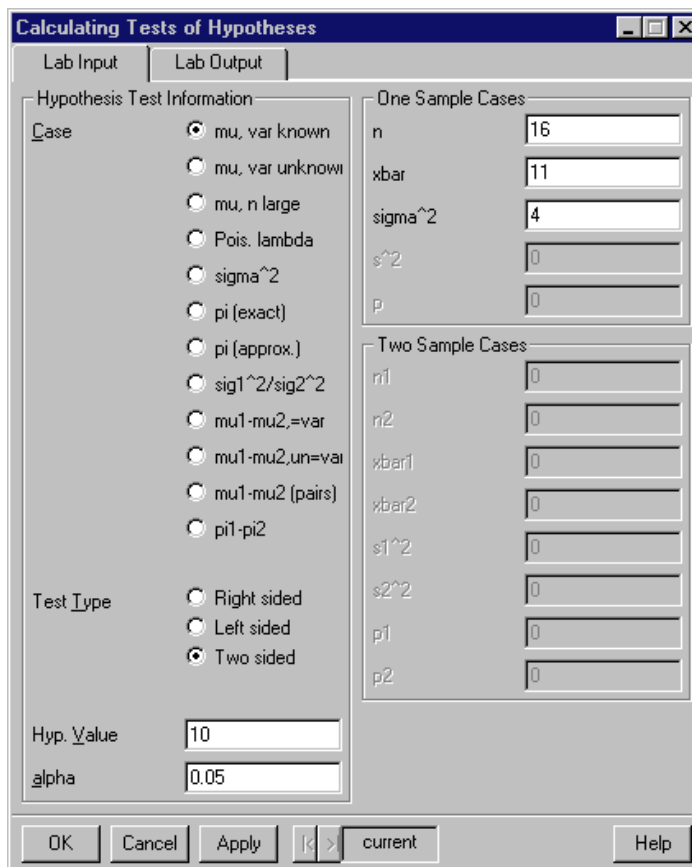 Calculating Tests of Hypotheses
Lab Input
Lab Output
Hypothesis Test Information
Case
mu, var known
mu, var unknown
mu, n large
Pois. lambda
sigma^2
pi (exact)
pi (approx.)
sig1^2/sig2^2
mu1-mu2,=var
mu1-mu2,un=var
mu1-mu2 (pairs)
pi1-pi2
Test Type
Right sided
Left sided
Two sided
Hyp. Value 10
alpha 0.05
One Sample Cases
n 16
xbar 11
sigma^2 4
s^2 0
p 0
Two Sample Cases
n1 0
n2 0
xbar1 0
xbar2 0
s1^2 0
s2^2 0
p1 0
p2 0
OK
Cancel
Apply
current
Help